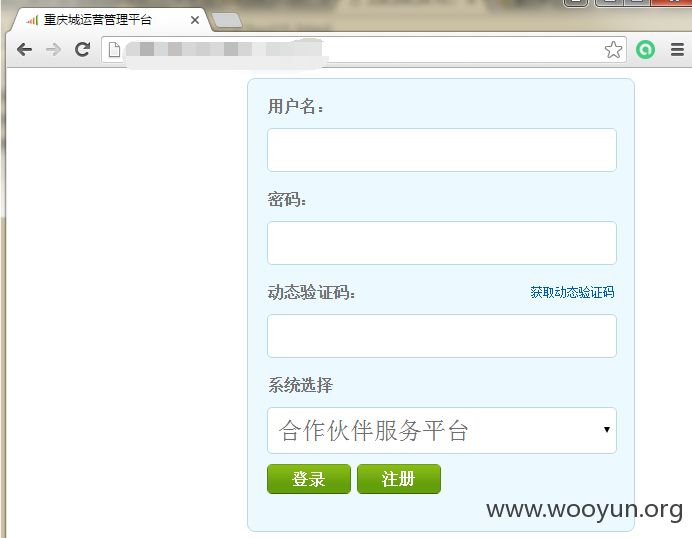 重庆城运营管理平台
用户名：
密码：
动态验证码： 获取动态验证码
系统选择
合作伙伴服务平台
登录 注册
www.wooyun.org